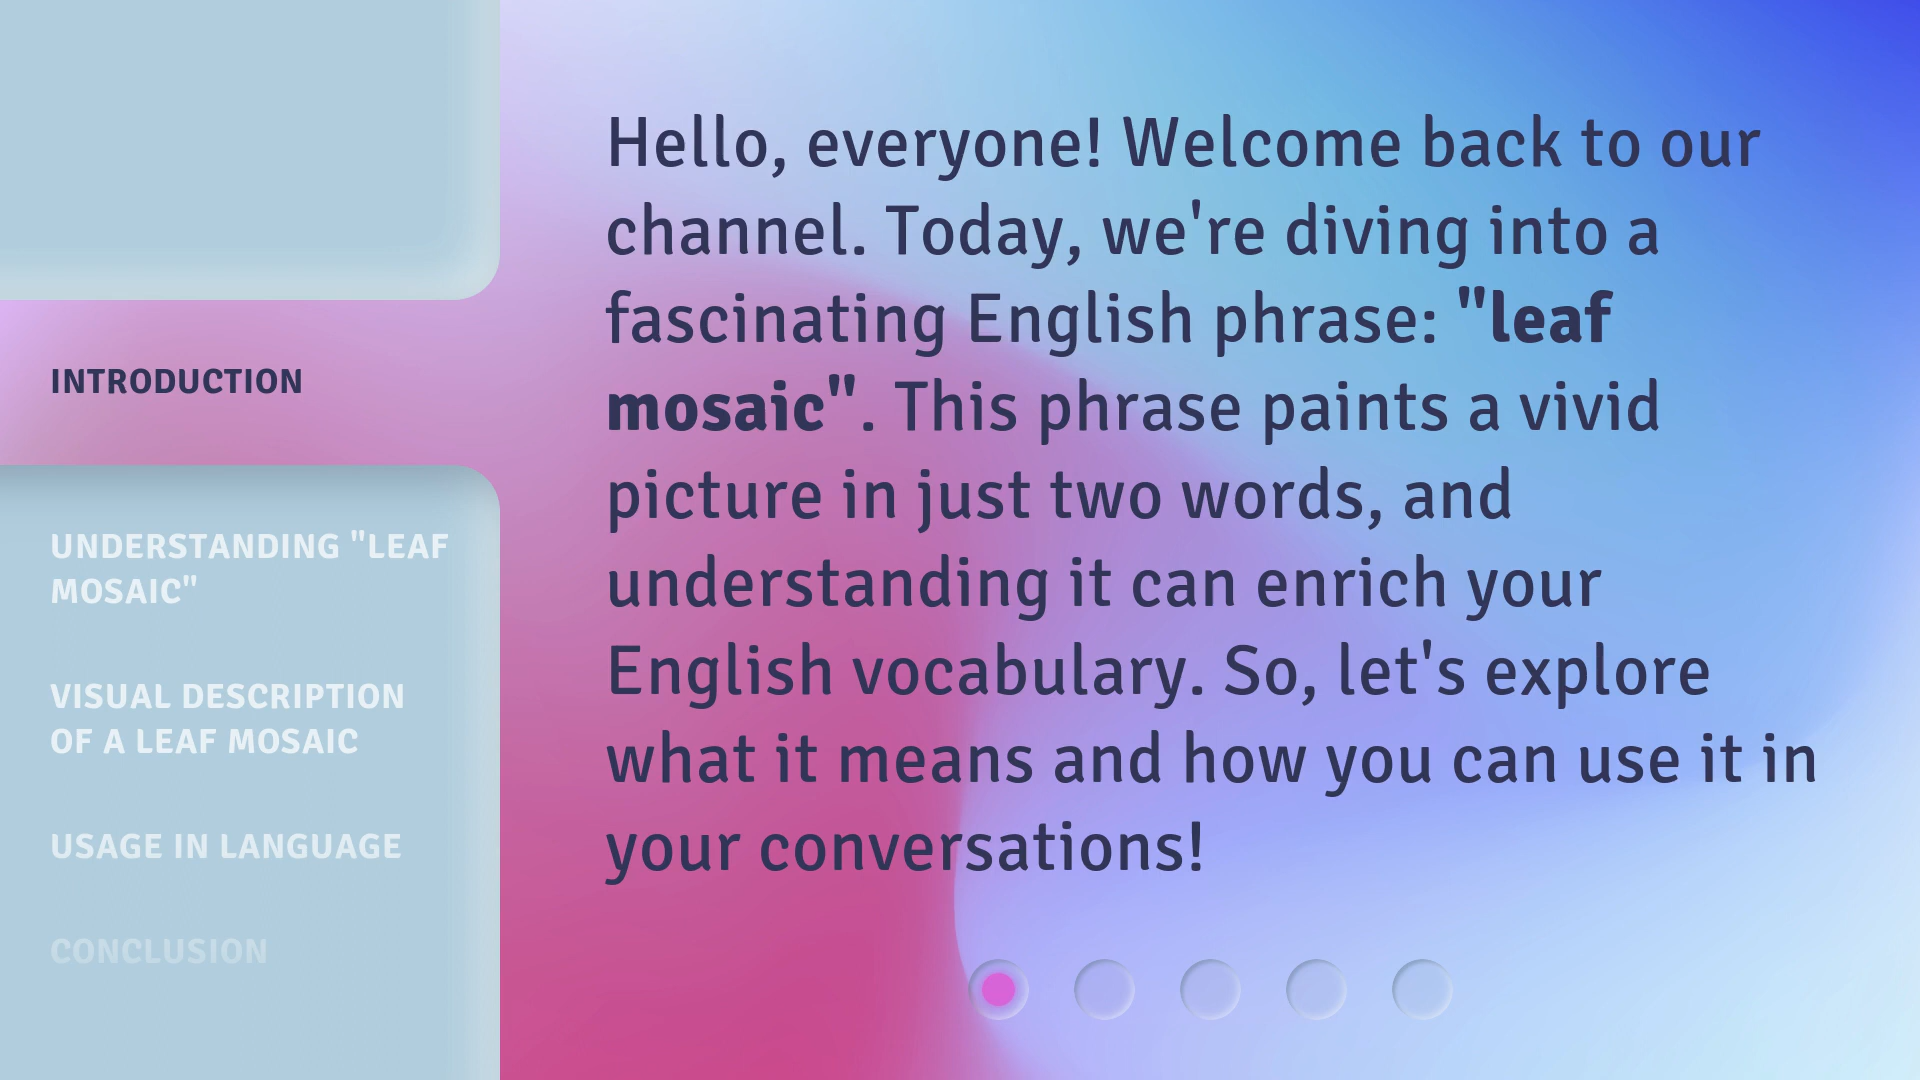 INTRODUCTION
UNDERSTANDING "LEAF
MOSAIC"
VISUAL DESCRIPTION
OF A LEAF MOSAIC
USAGE IN LANGUAGE
CONCLUSION
Hello, everyone! Welcome back to our
channel. Today, we're diving into a
fascinating English phrase: "leaf
mosaic". This phrase paints a vivid
picture in just two words, and
understanding it can enrich your
English vocabulary. So, let's explore
what it means and how you can use it in
your conversations!